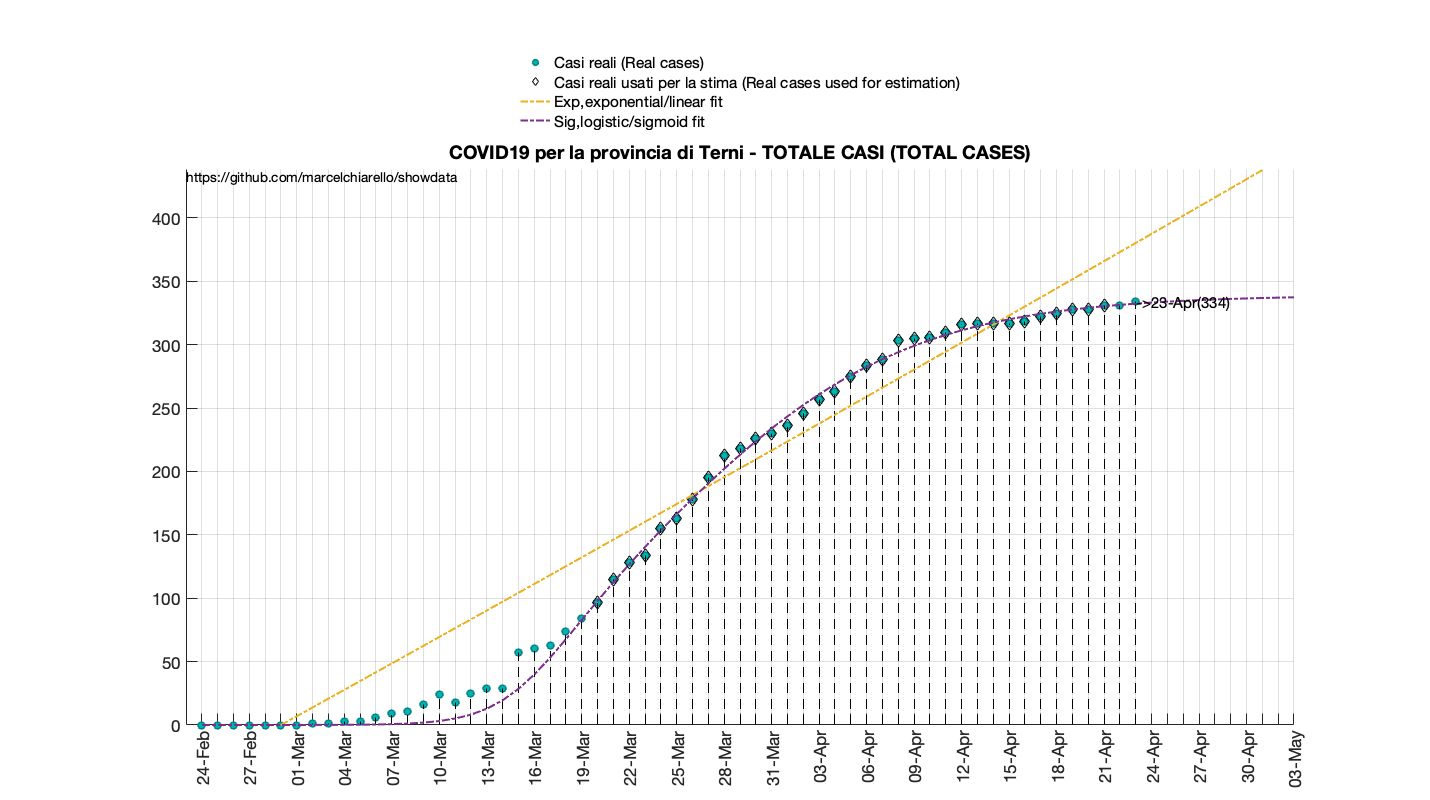 Casi reali (Real cases)
Casi reali usati per la stima (Real cases used for estimation)
Exp,exponential/linear fit
Sig,logistic/sigmoid fit
COVID19 per la provincia di Terni - TOTALE CASI (TOTAL CASES)
https://github.com/marcelchiarello/showdata
400
350
300
250
200
150
100
50
0
->23-Apr(334)
24-Feb
27-Feb
01-Mar
04-Mar
07-Mar
10-Mar
13-Mar
16-Mar
19-Mar
22-Mar
25-Mar
28-Mar
31-Mar
03-Apr
06-Apr
09-Apr
12-Apr
15-Apr
18-Apr
21-Apr
24-Apr
27-Apr
30-Apr
03-May